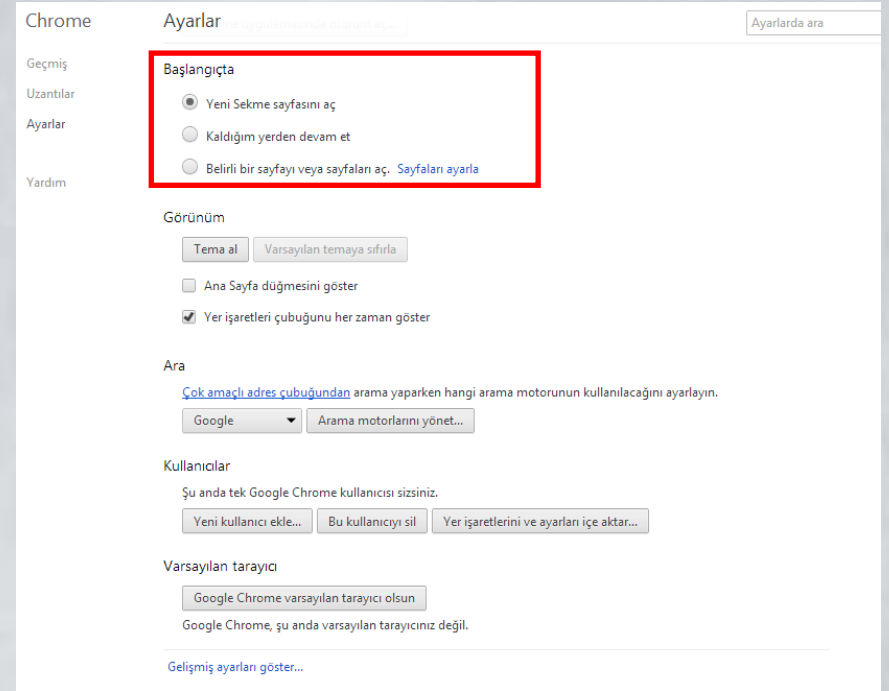 Chrome
Ayarlar
Ayarlarda ara
Geçmiş
Uzantılar
Ayarlar
Yardım
Başlangıçta
Yeni Sekme sayfasını aç
Kaldığım yerden devam et
Belirli bir sayfayı veya sayfaları aç. Sayfaları ayarla
Görünüm
Tema al Varsayılan temaya sıfırla
Ana Sayfa düğmesini göster
Yer işaretleri çubuğunu her zaman göster
Ara
Çok amaçlı adres çubuğundan arama yaparken hangi arama motorunun kullanılacağını ayarlayın.
Google Arama motorlarını yönet...
Kullanıcılar
Şu anda tek Google Chrome kullanıcısı sizsiniz.
Yeni kullanıcı ekle... Bu kullanıcıyı sil Yer işaretlerini ve ayarları içe aktar...
Varsayılan tarayıcı
Google Chrome varsayılan tarayıcı olsun
Google Chrome, şu anda varsayılan tarayıcınız değil.
Gelişmiş ayarları göster...